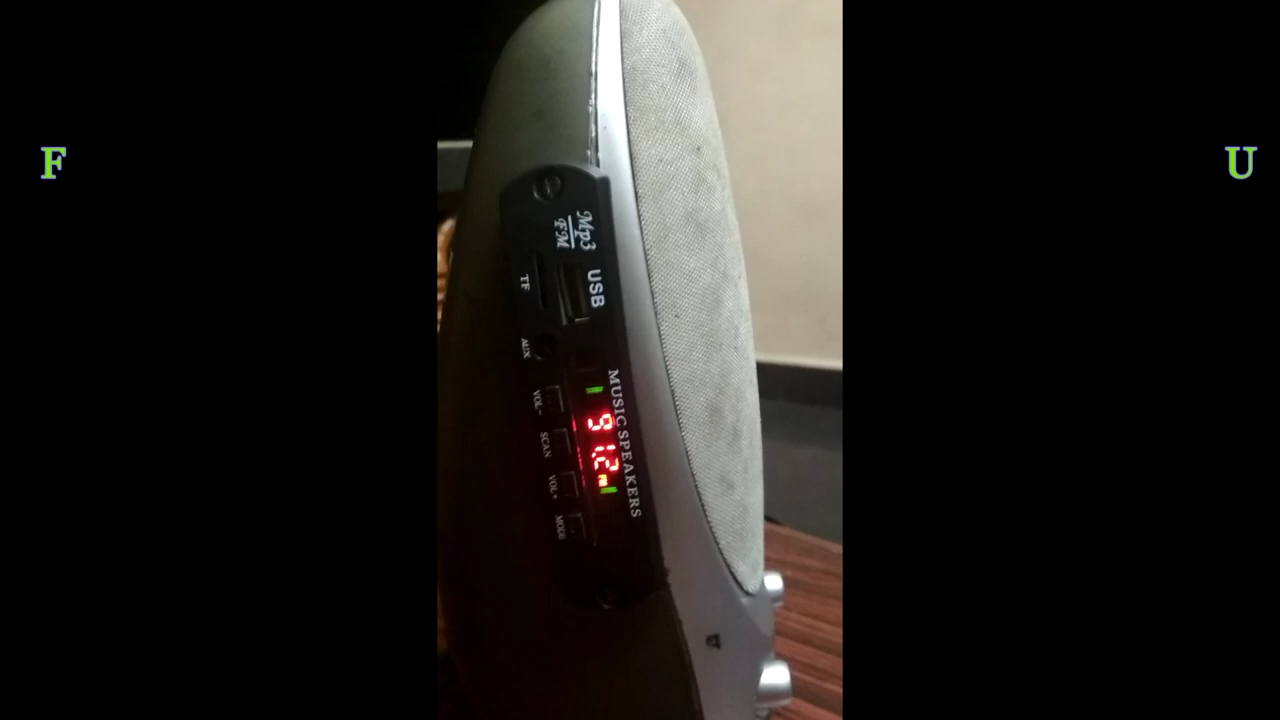 F
U
Mp3
FM
USB
TF
AUX
MUSIC SPEAKERS
91.2
VOL-
SCAN
VOL+
MODE